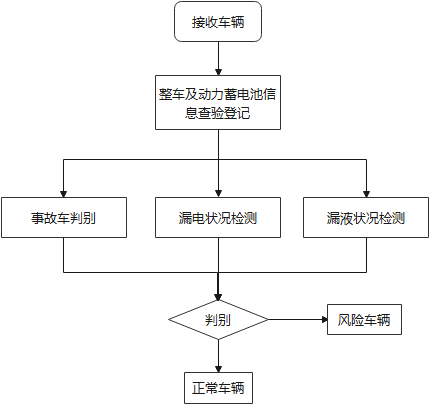 接收车辆
整车及动力蓄电池信
息查验登记
事故车判别
漏电状况检测
漏液状况检测
判别
风险车辆
正常车辆